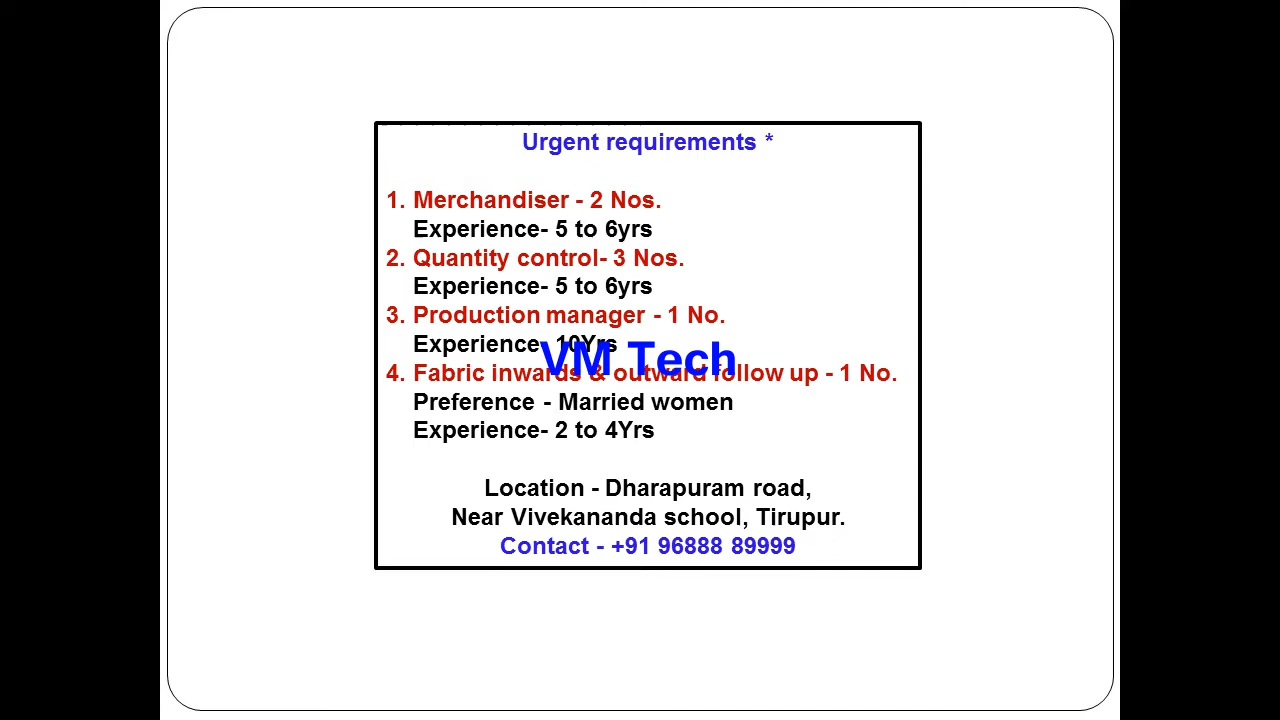 Urgent requirements *
1. Merchandiser - 2 Nos.
Experience- 5 to 6yrs
2. Quantity control- 3 Nos.
Experience- 5 to 6yrs
3. Production manager - 1 No.
Experience- 10Yrs
VM Tech
4. Fabric inwards & outward follow up - 1 No.
Preference - Married women
Experience- 2 to 4Yrs
Location - Dharapuram road,
Near Vivekananda school, Tirupur.
Contact - +91 96888 89999